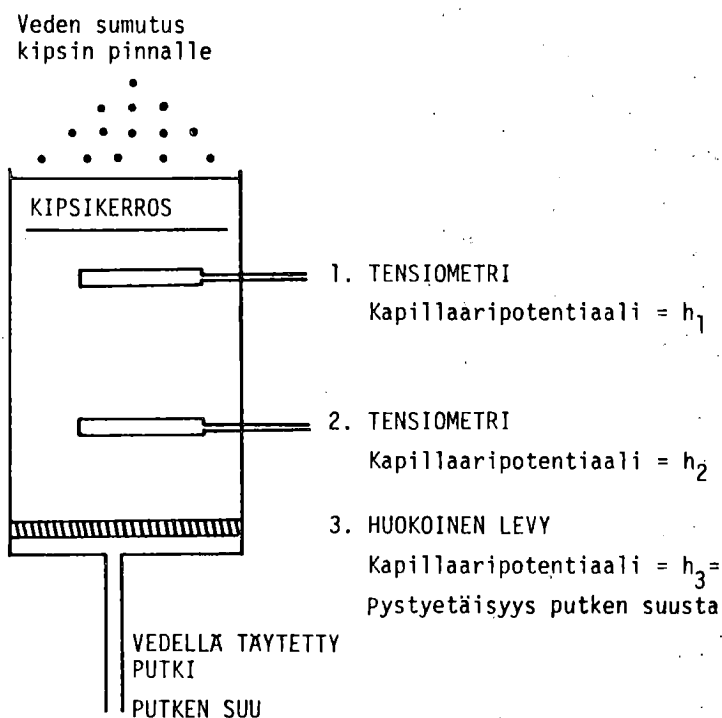 Veden sumutus
kipsin pinnalle
KIPSIKERROS
1. TENSIOMETRI
Kapillaaripotentiaali = h₁
2. TENSIOMETRI
Kapillaaripotentiaali = h₂
3. HUOKOINEN LEVY
Kapillaaripotentiaali = h₃=
Pystyetäisyys putken suusta
VEDELLÄ TÄYTETTY
PUTKI
PUTKEN SUU